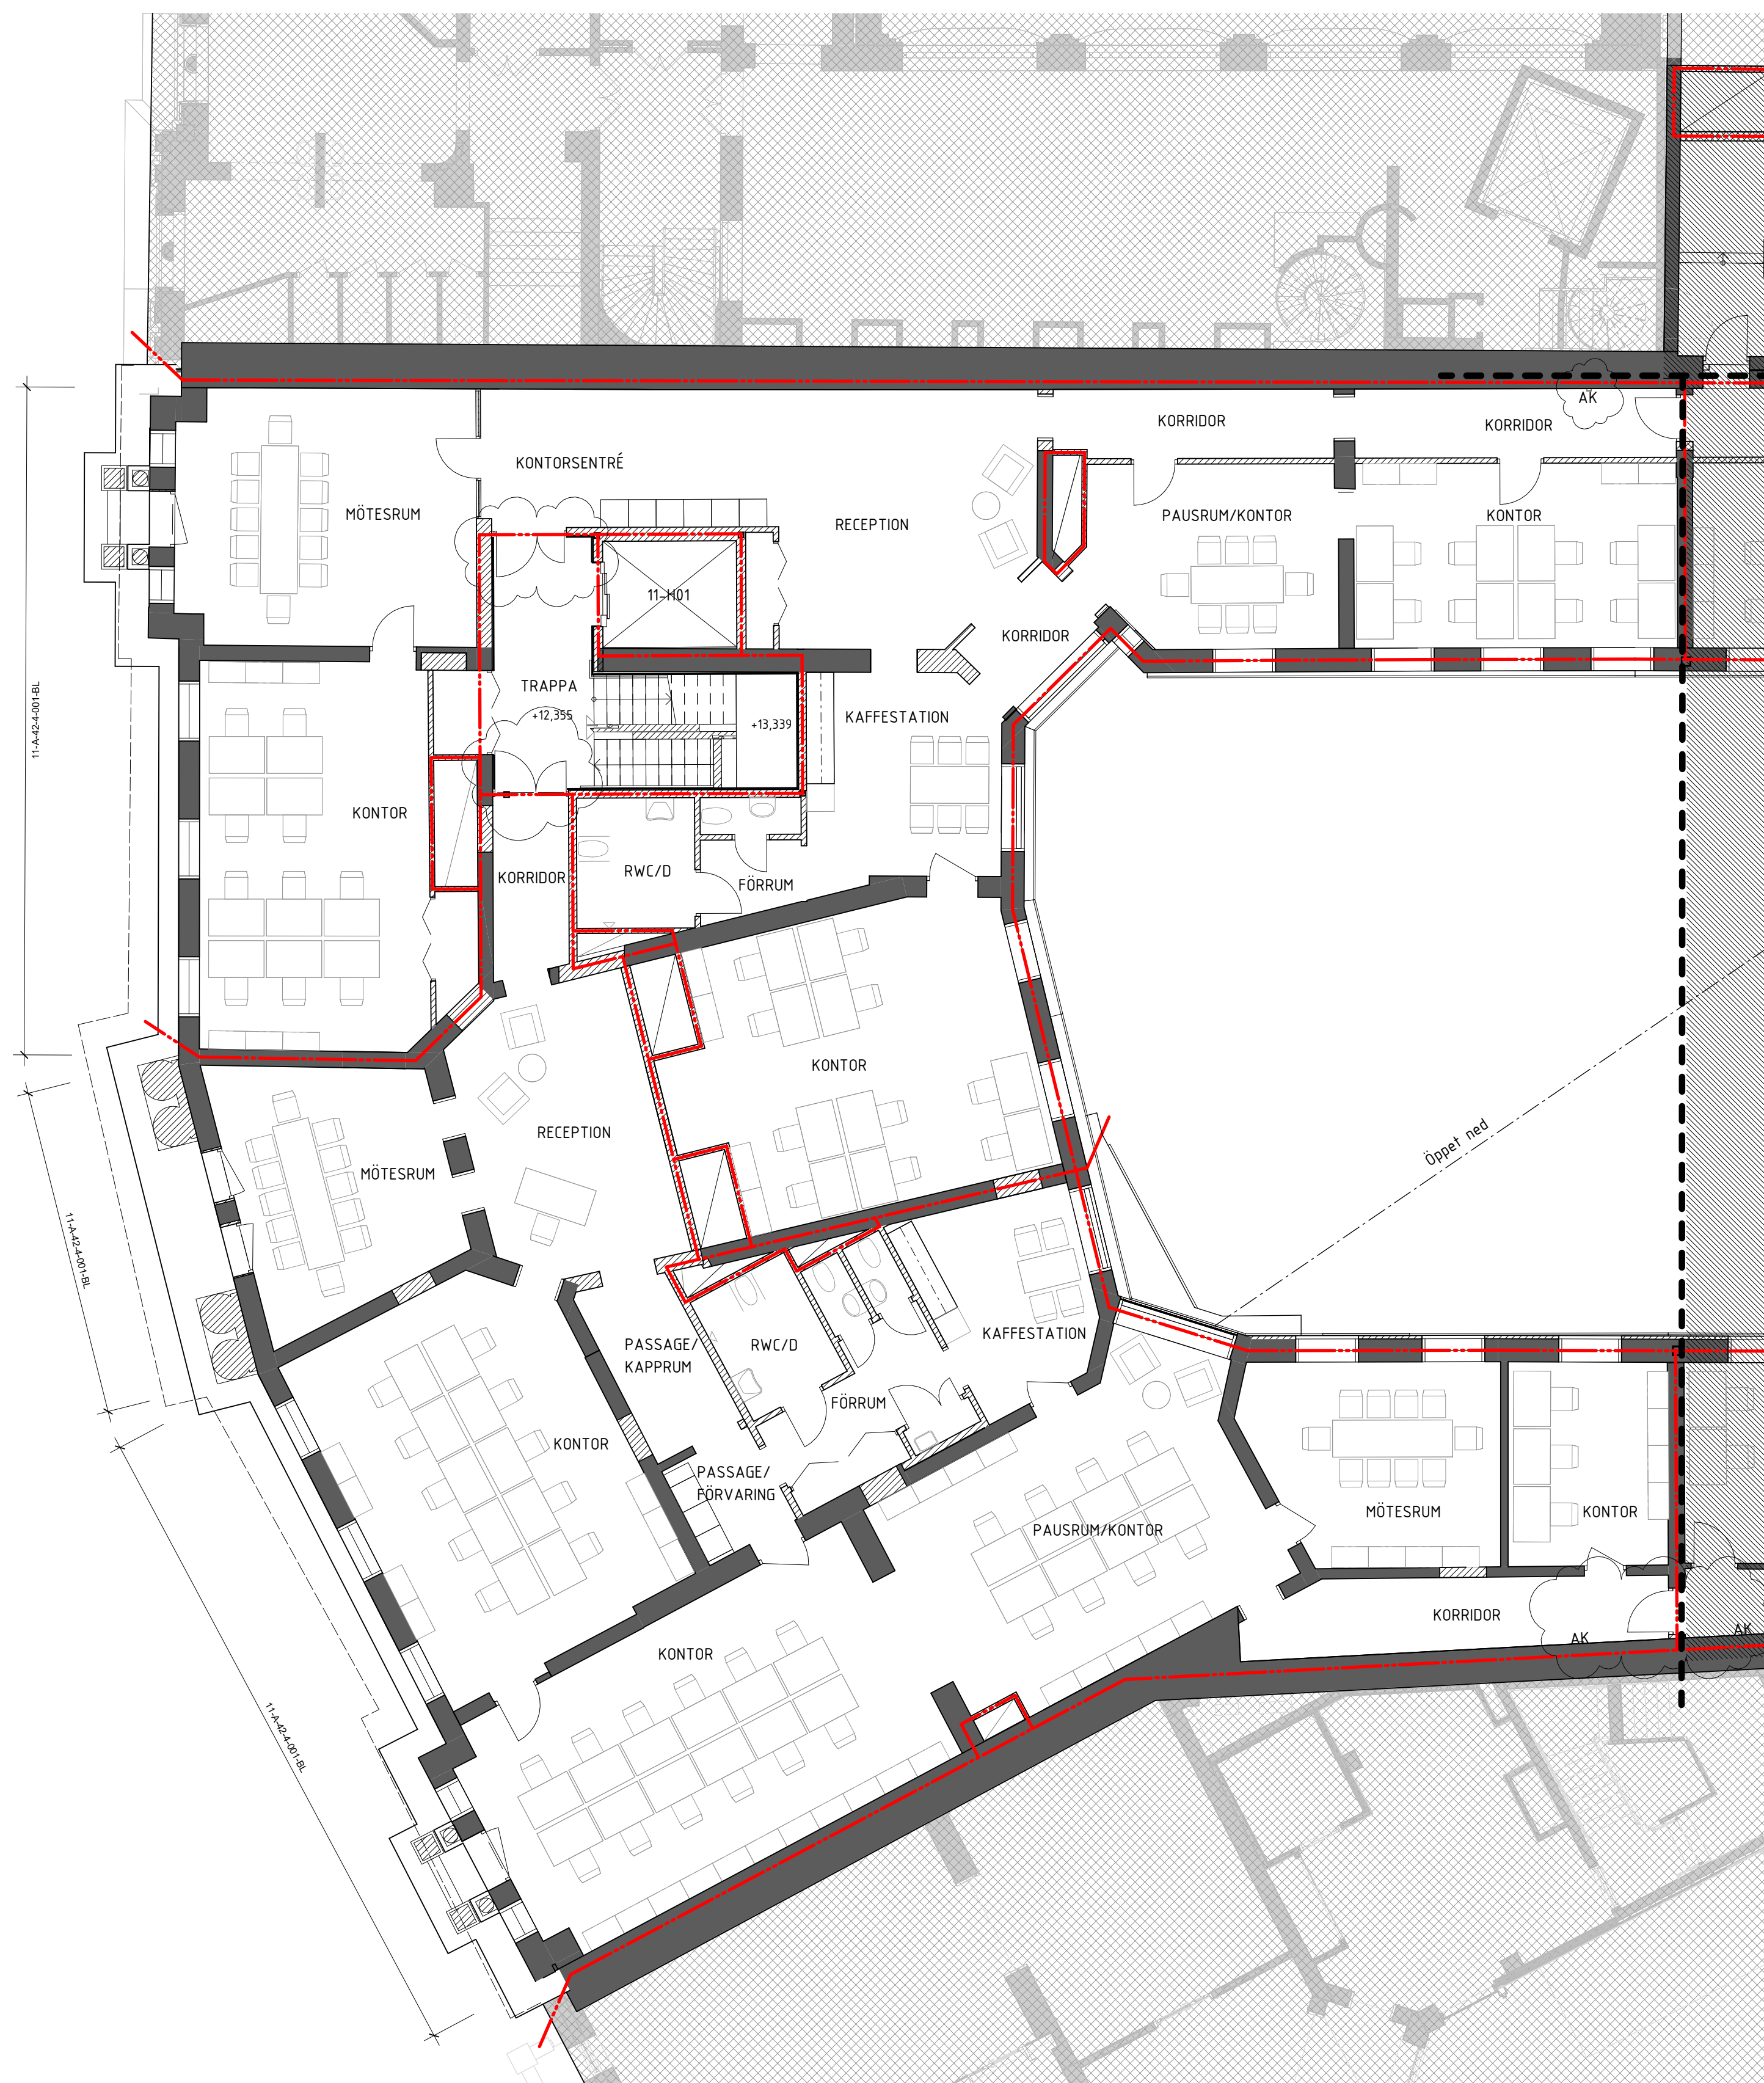 AK
KORRIDOR
KORRIDOR
KONTORSENTRÉ
MÖTESRUM
RECEPTION
PAUSRUM/KONTOR
KONTOR
11-H01
KORRIDOR
TRAPPA
+12,355
+13,339
KAFFESTATION
11-A-42-4-001-BL
KONTOR
KORRIDOR
RWC/D
FÖRRUM
KONTOR
RECEPTION
Öppet ned
MÖTESRUM
11-A-42-4-001-BL
PASSAGE/
KAPPRUM
RWC/D
KAFFESTATION
FÖRRUM
KONTOR
PASSAGE/
FÖRVARING
PAUSRUM/KONTOR
MÖTESRUM
KONTOR
KORRIDOR
AK
AK
KONTOR
11-A-42-4-001-BL